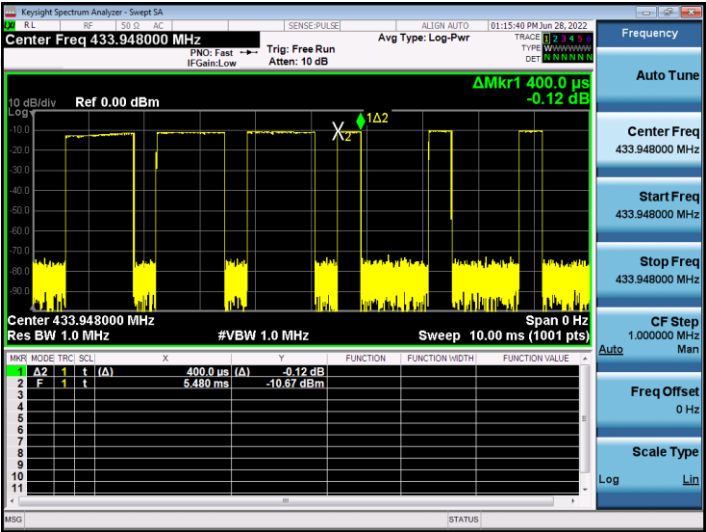 Keysight Spectrum Analyzer - Swept SA
RL RF 50 Ω AC SENSE:PULSE ALIGN AUTO 01:15:40 PM Jun 28, 2022
Center Freq 433.948000 MHz
PNO: Fast
IFGain:Low
Trig: Free Run
Atten: 10 dB
Avg Type: Log-Pwr
TRACE 1 2 3 4 5 6
TYPE WWWWWW
DET N N N N N N
ΔMkr1 400.0 µs
-0.12 dB
10 dB/div Ref 0.00 dBm
Log
-10.0
-20.0
-30.0
-40.0
-50.0
-60.0
-70.0
-80.0
-90.0
X2
1Δ2
Center 433.948000 MHz Span 0 Hz
Res BW 1.0 MHz #VBW 1.0 MHz Sweep 10.00 ms (1001 pts)
MKR MODE TRC SCL X Y FUNCTION FUNCTION WIDTH FUNCTION VALUE
1 Δ2 1 t (Δ) 400.0 µs (Δ) -0.12 dB
2 F 1 t 5.480 ms -10.67 dBm
3
4
5
6
7
8
9
10
11
MSG STATUS
Frequency
Auto Tune
Center Freq
433.948000 MHz
Start Freq
433.948000 MHz
Stop Freq
433.948000 MHz
CF Step
1.000000 MHz
Auto Man
Freq Offset
0 Hz
Scale Type
Log Lin